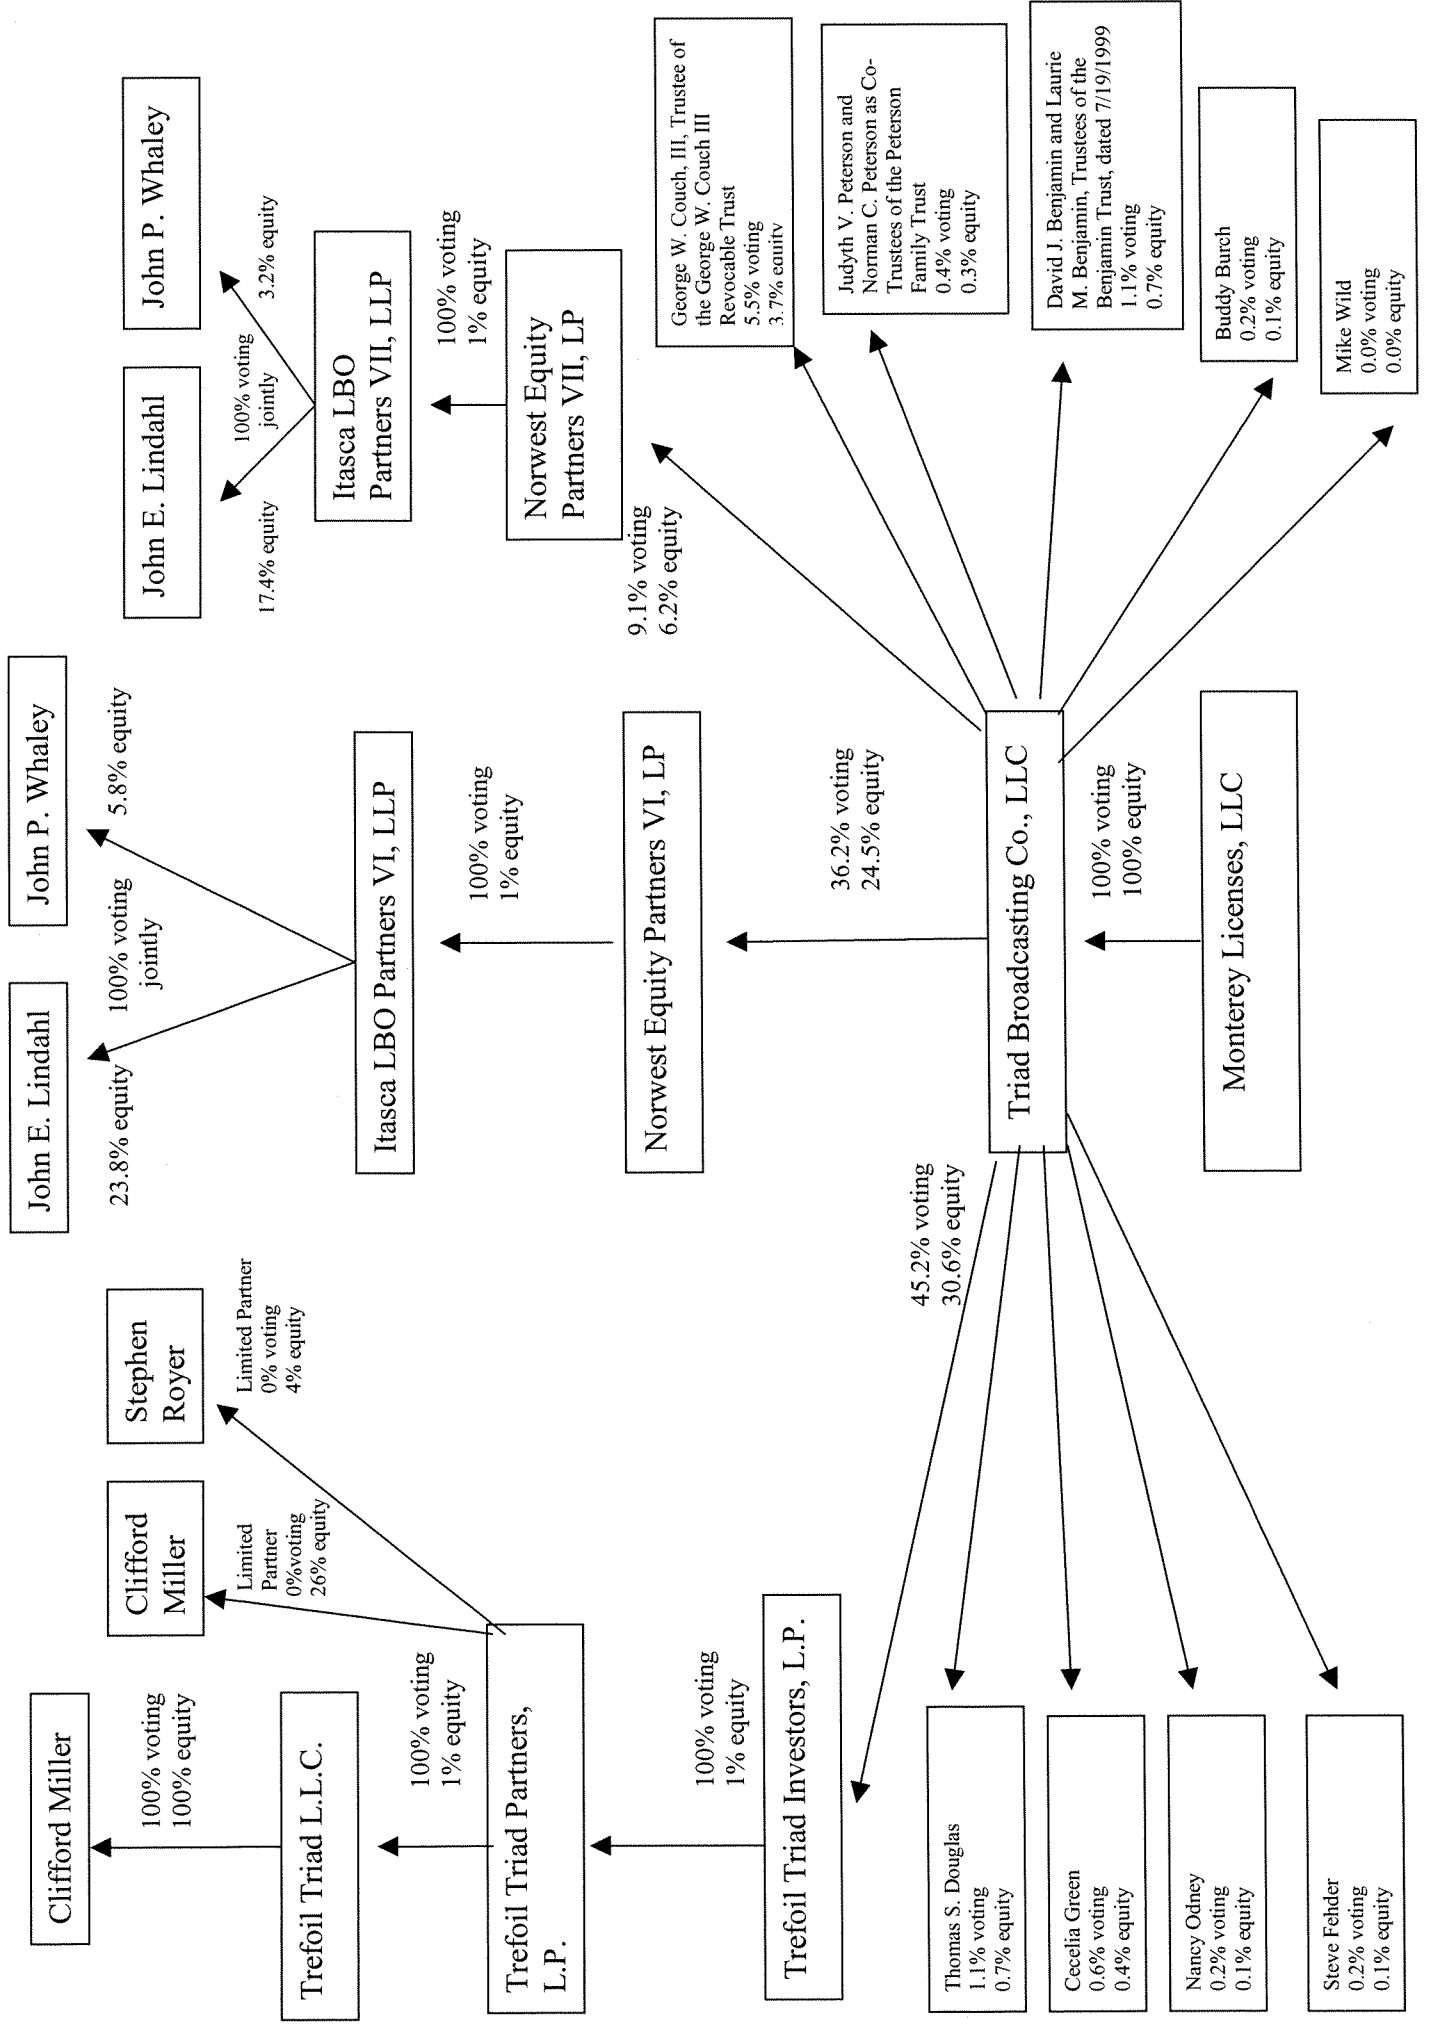 Clifford Miller
100% voting
100% equity
Trefoil Triad L.L.C.
100% voting
1% equity
Clifford
Miller
Limited
Partner
0%voting
26% equity
Stephen
Royer
Limited Partner
0% voting
4% equity
Trefoil Triad Partners,
L.P.
100% voting
1% equity
Trefoil Triad Investors, L.P.
45.2% voting
30.6% equity
Thomas S. Douglas
1.1% voting
0.7% equity
Cecelia Green
0.6% voting
0.4% equity
Nancy Odney
0.2% voting
0.1% equity
Steve Fehder
0.2% voting
0.1% equity
John E. Lindahl
John P. Whaley
23.8% equity
100% voting
jointly
5.8% equity
Itasca LBO Partners VI, LLP
100% voting
1% equity
Norwest Equity Partners VI, LP
36.2% voting
24.5% equity
Triad Broadcasting Co., LLC
100% voting
100% equity
Monterey Licenses, LLC
John E. Lindahl
John P. Whaley
17.4% equity
100% voting
jointly
3.2% equity
Itasca LBO
Partners VII, LLP
100% voting
1% equity
Norwest Equity
Partners VII, LP
9.1% voting
6.2% equity
George W. Couch, III, Trustee of
the George W. Couch III
Revocable Trust
5.5% voting
3.7% equity
Judyth V. Peterson and
Norman C. Peterson as Co-
Trustees of the Peterson
Family Trust
0.4% voting
0.3% equity
David J. Benjamin and Laurie
M. Benjamin, Trustees of the
Benjamin Trust, dated 7/19/1999
1.1% voting
0.7% equity
Buddy Burch
0.2% voting
0.1% equity
Mike Wild
0.0% voting
0.0% equity